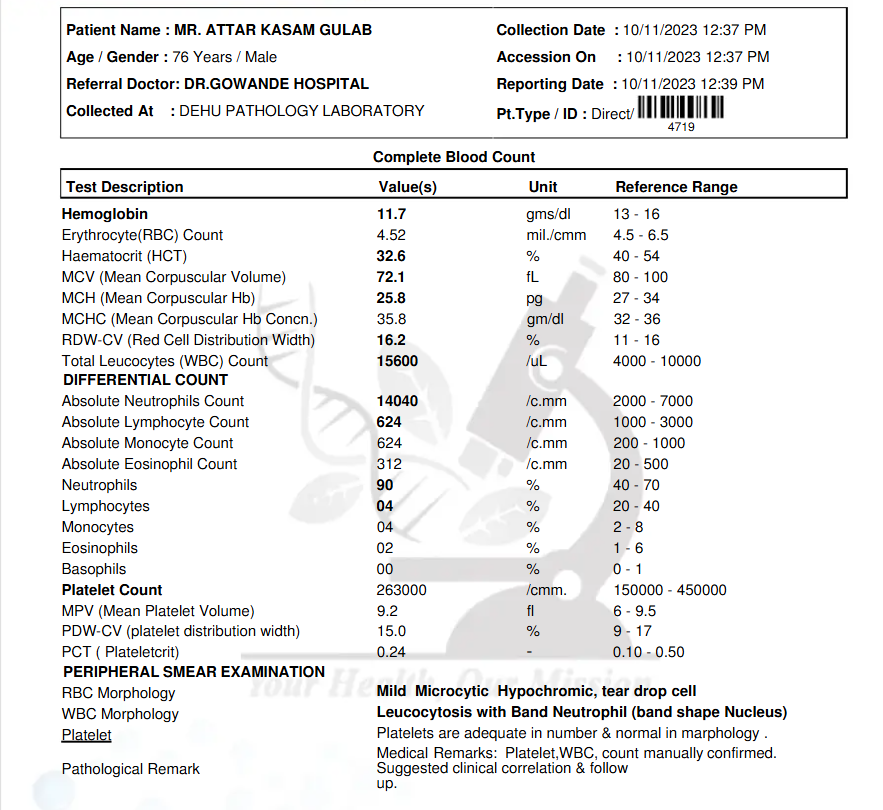 Patient Name : MR. ATTAR KASAM GULAB Collection Date : 10/11/2023 12:37 PM
Age / Gender : 76 Years / Male Accession On : 10/11/2023 12:37 PM
Referral Doctor: DR.GOWANDE HOSPITAL Reporting Date : 10/11/2023 12:39 PM
Collected At : DEHU PATHOLOGY LABORATORY Pt.Type / ID : Direct/
4719
Complete Blood Count
Test Description Value(s) Unit Reference Range
Hemoglobin 11.7 gms/dl 13 - 16
Erythrocyte(RBC) Count 4.52 mil./cmm 4.5 - 6.5
Haematocrit (HCT) 32.6 % 40 - 54
MCV (Mean Corpuscular Volume) 72.1 fL 80 - 100
MCH (Mean Corpuscular Hb) 25.8 pg 27 - 34
MCHC (Mean Corpuscular Hb Concn.) 35.8 gm/dl 32 - 36
RDW-CV (Red Cell Distribution Width) 16.2 % 11 - 16
Total Leucocytes (WBC) Count 15600 /uL 4000 - 10000
DIFFERENTIAL COUNT
Absolute Neutrophils Count 14040 /c.mm 2000 - 7000
Absolute Lymphocyte Count 624 /c.mm 1000 - 3000
Absolute Monocyte Count 624 /c.mm 200 - 1000
Absolute Eosinophil Count 312 /c.mm 20 - 500
Neutrophils 90 % 40 - 70
Lymphocytes 04 % 20 - 40
Monocytes 04 % 2 - 8
Eosinophils 02 % 1 - 6
Basophils 00 % 0 - 1
Platelet Count 263000 /cmm. 150000 - 450000
MPV (Mean Platelet Volume) 9.2 fl 6 - 9.5
PDW-CV (platelet distribution width) 15.0 % 9 - 17
PCT ( Plateletcrit) 0.24 - 0.10 - 0.50
PERIPHERAL SMEAR EXAMINATION
Your Health, Our Mission
RBC Morphology Mild Microcytic Hypochromic, tear drop cell
WBC Morphology Leucocytosis with Band Neutrophil (band shape Nucleus)
Platelet Platelets are adequate in number & normal in marphology .
Medical Remarks: Platelet,WBC, count manually confirmed.
Pathological Remark Suggested clinical correlation & follow
up.